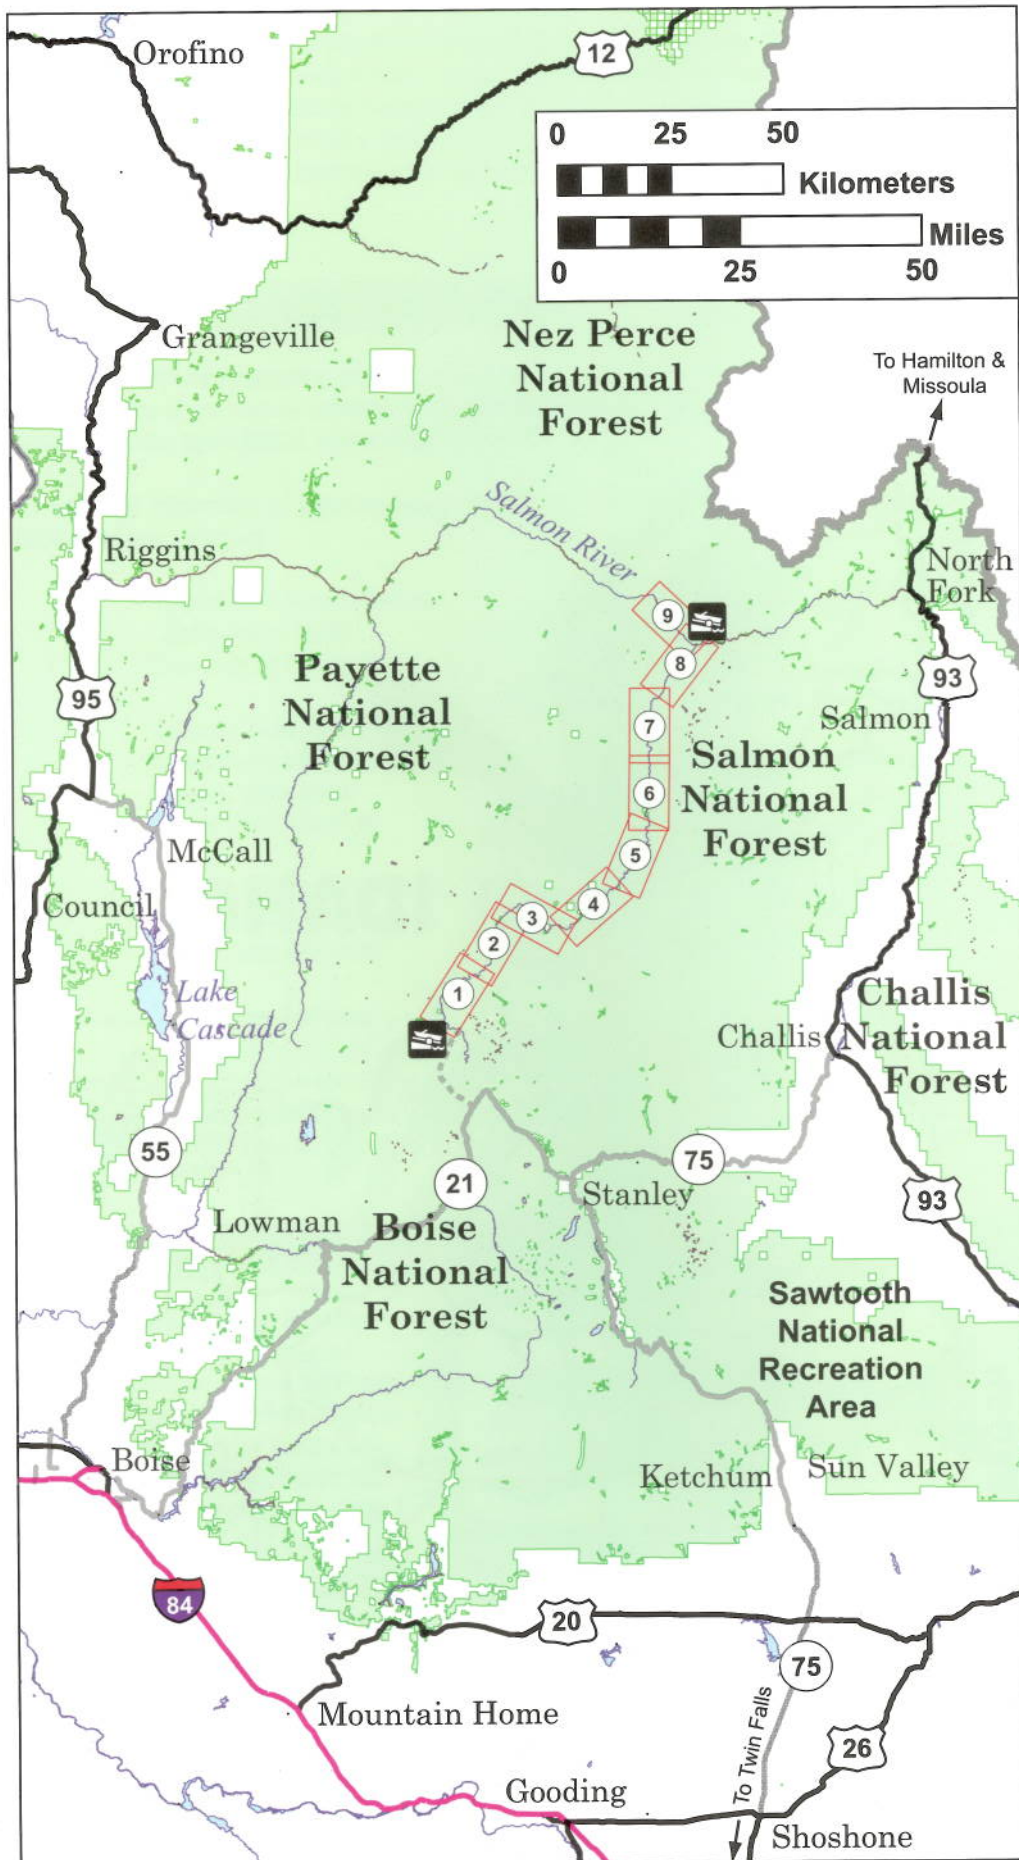 Orofino
12
0 25 50
Kilometers
Miles
0 25 50
Grangeville
Nez Perce
National
Forest
To Hamilton &
Missoula
Salmon River
Riggins
North
Fork
9
8
Payette
National
Forest
95
93
7
Salmon
Salmon
National
Forest
6
McCall
5
Council
4
3
2
1
Lake
Cascade
Challis
National
Forest
Challis
55
75
21
Stanley
93
Lowman
Boise
National
Forest
Sawtooth
National
Recreation
Area
Boise
Ketchum
Sun Valley
84
20
75
Mountain Home
To Twin Falls
26
Gooding
Shoshone